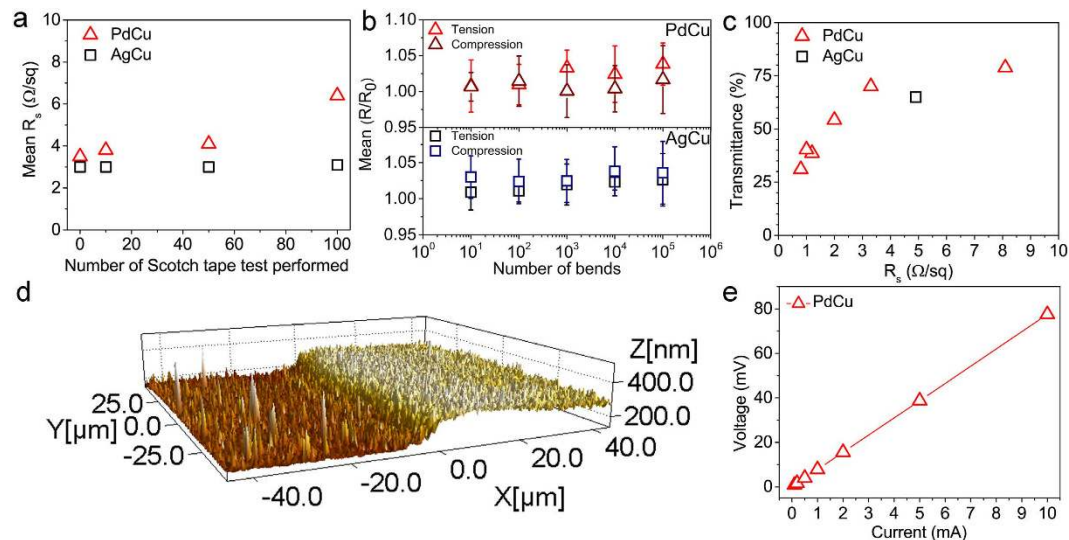 a
10
8
6
4
2
0
Mean Rs (Ω/sq)
PdCu
AgCu
0 20 40 60 80 100
Number of Scotch tape test performed
b
1.10
1.05
1.00
0.95
1.05
1.00
0.95
Mean (R/R0)
Tension
Compression
PdCu
Tension
Compression
AgCu
10^0 10^1 10^2 10^3 10^4 10^5 10^6
Number of bends
c
100
75
50
25
0
Transmittance (%)
PdCu
AgCu
0 1 2 3 4 5 6 7 8 9 10
Rs (Ω/sq)
d
Z[nm]
400.0
200.0
25.0
0.0
-25.0
Y[µm]
-40.0
-20.0
0.0
20.0
40.0
X[µm]
e
80
60
40
20
0
Voltage (mV)
PdCu
0 1 2 3 4 5 6 7 8 9 10
Current (mA)